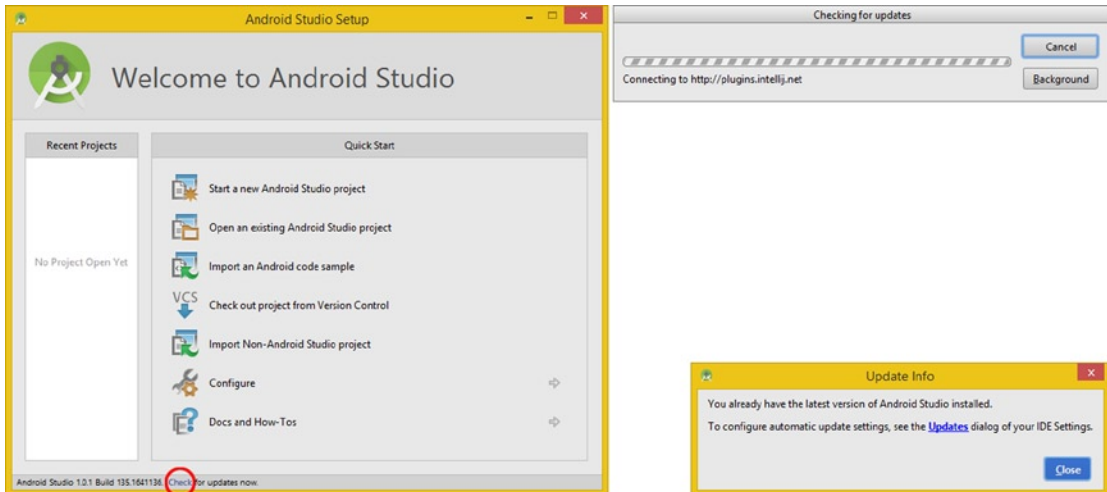 Android Studio Setup
Welcome to Android Studio
Recent Projects
No Project Open Yet
Quick Start
Start a new Android Studio project
Open an existing Android Studio project
Import an Android code sample
VCS
Check out project from Version Control
Import Non-Android Studio project
Configure
Docs and How-Tos
Android Studio 1.0.1 Build 135.1641136. Check for updates now.
Checking for updates
Connecting to http://plugins.intellij.net
Cancel
Background
Update Info
You already have the latest version of Android Studio installed.
To configure automatic update settings, see the Updates dialog of your IDE Settings.
Close